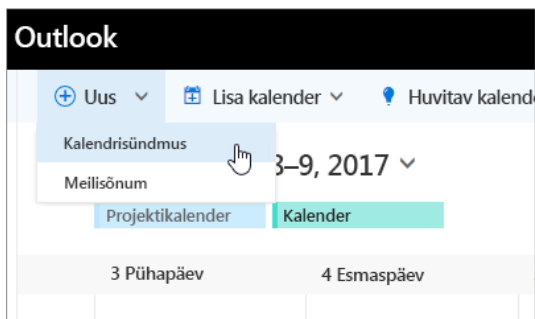 Outlook
Uus Lisa kalender Huvitav kalend
Kalendrisündmus
3–9, 2017
Meilisõnum
Projektikalender Kalender
3 Pühapäev 4 Esmaspäev